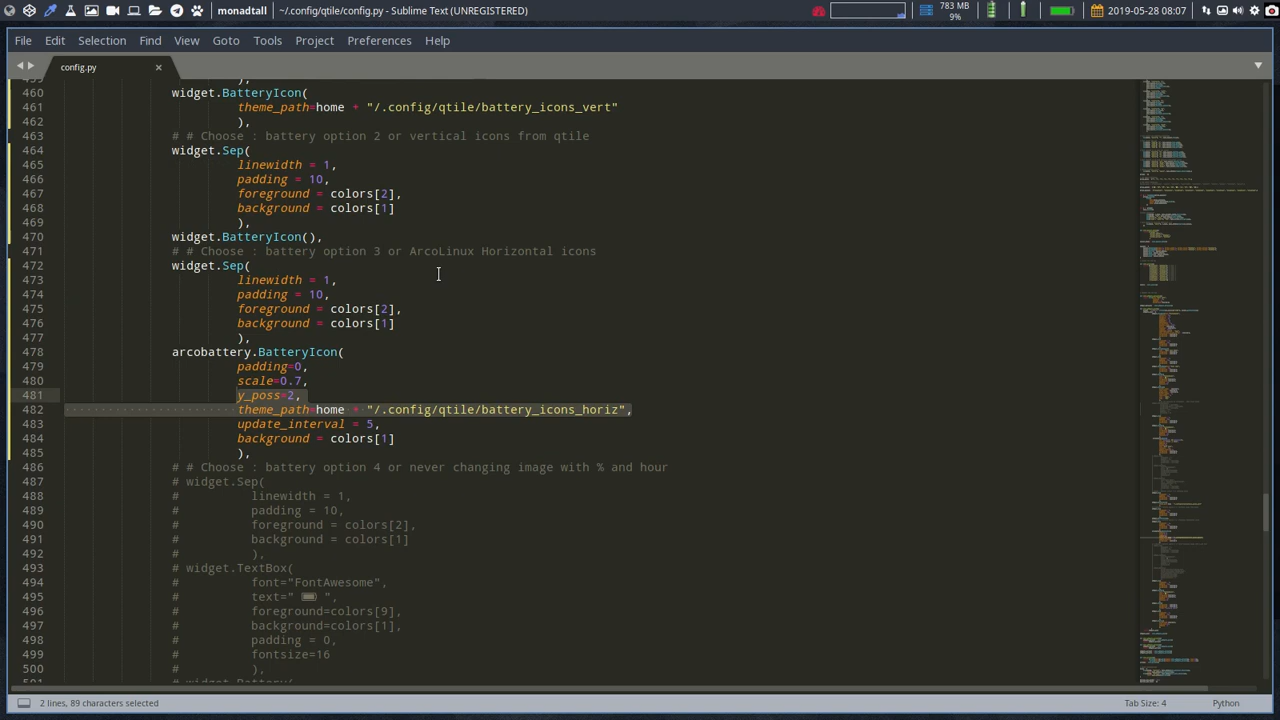 monadtall ~/.config/qtile/config.py - Sublime Text (UNREGISTERED) 783 MB 9% 2019-05-28 08:07
File Edit Selection Find View Goto Tools Project Preferences Help
config.py
459 ),
460 widget.BatteryIcon(
461 theme_path=home + "/.config/qtile/battery_icons_vert"
462 ),
463 # # Choose : battery option 2 or vertical icons from qtile
464 widget.Sep(
465 linewidth = 1,
466 padding = 10,
467 foreground = colors[2],
468 background = colors[1]
469 ),
470 widget.BatteryIcon(),
471 # # Choose : battery option 3 or Arcolinux Horizontal icons
472 widget.Sep(
473 linewidth = 1,
474 padding = 10,
475 foreground = colors[2],
476 background = colors[1]
477 ),
478 arcobattery.BatteryIcon(
479 padding=0,
480 scale=0.7,
481 y_poss=2,
482 theme_path=home + "/.config/qtile/battery_icons_horiz",
483 update_interval = 5,
484 background = colors[1]
485 ),
486 # # Choose : battery option 4 or never changing image with % and hour
487 # widget.Sep(
488 # linewidth = 1,
489 # padding = 10,
490 # foreground = colors[2],
491 # background = colors[1]
492 # ),
493 # widget.TextBox(
494 # font="FontAwesome",
495 # text="  ",
496 # foreground=colors[9],
497 # background=colors[1],
498 # padding = 0,
499 # fontsize=16
500 # ),
# widget.Battery(
2 lines, 89 characters selected Tab Size: 4 Python